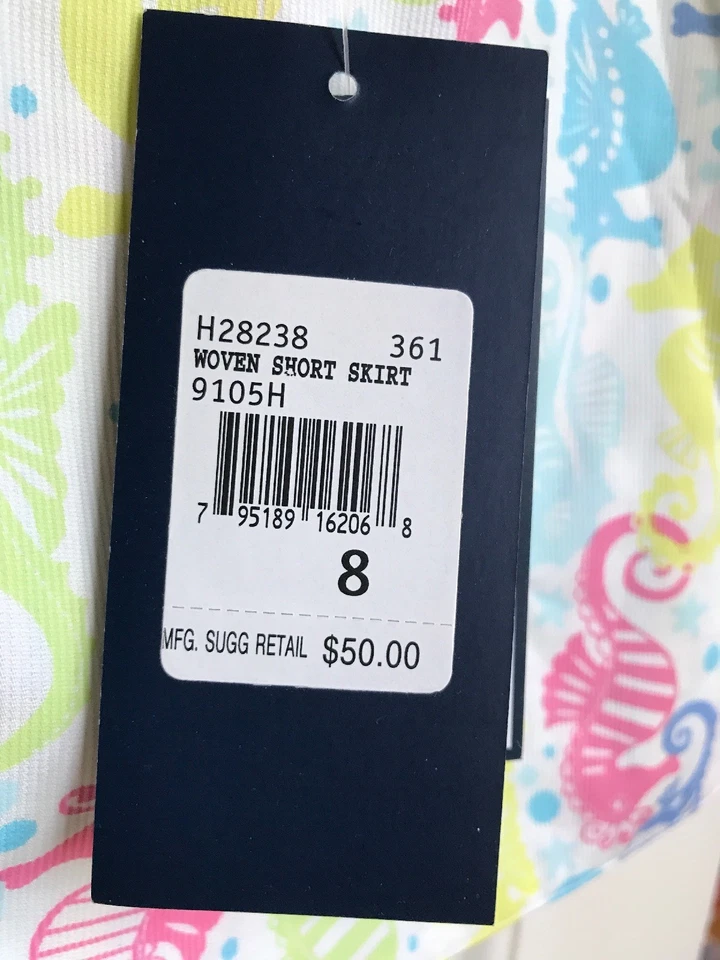 H28238 361
WOVEN SHORT SKIRT
9105H
7 95189 16206 8
8
MFG. SUGG RETAIL $50.00